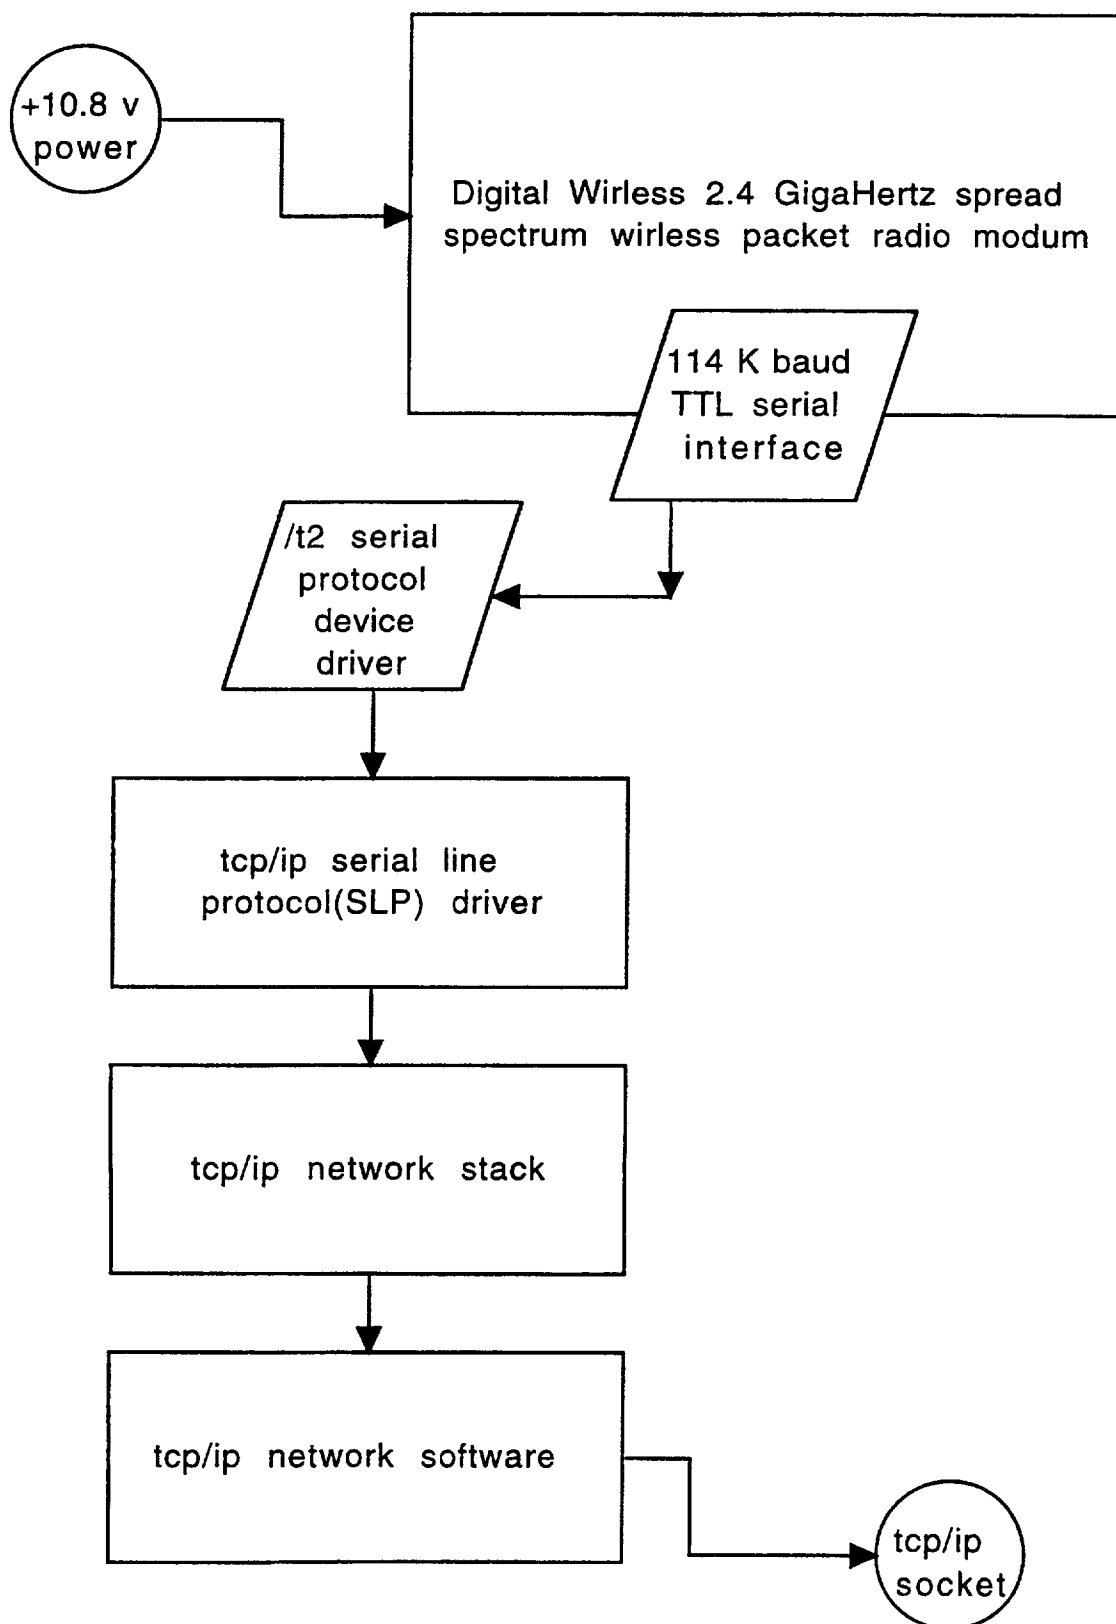 +10.8 v
power
Digital Wirless 2.4 GigaHertz spread
spectrum wirless packet radio modum
114 K baud
TTL serial
interface
/t2 serial
protocol
device
driver
tcp/ip serial line
protocol(SLP) driver
tcp/ip network stack
tcp/ip network software
tcp/ip
socket